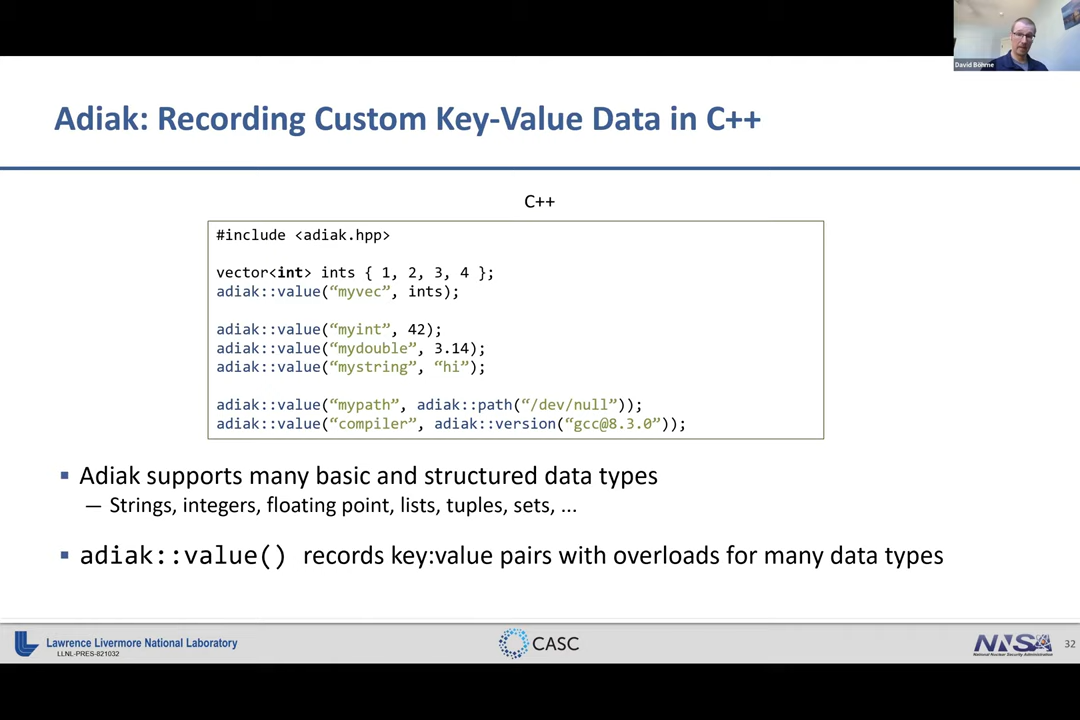 David Böhme
Adiak: Recording Custom Key-Value Data in C++
C++
#include <adiak.hpp>
vector<int> ints { 1, 2, 3, 4 };
adiak::value(“myvec”, ints);
adiak::value(“myint”, 42);
adiak::value(“mydouble”, 3.14);
adiak::value(“mystring”, “hi”);
adiak::value(“mypath”, adiak::path(“/dev/null”));
adiak::value(“compiler”, adiak::version(“gcc@8.3.0”));
▪ Adiak supports many basic and structured data types
— Strings, integers, floating point, lists, tuples, sets, ...
▪ adiak::value() records key:value pairs with overloads for many data types
Lawrence Livermore National Laboratory
LLNL-PRES-821032
CASC
NNSA
National Nuclear Security Administration
32